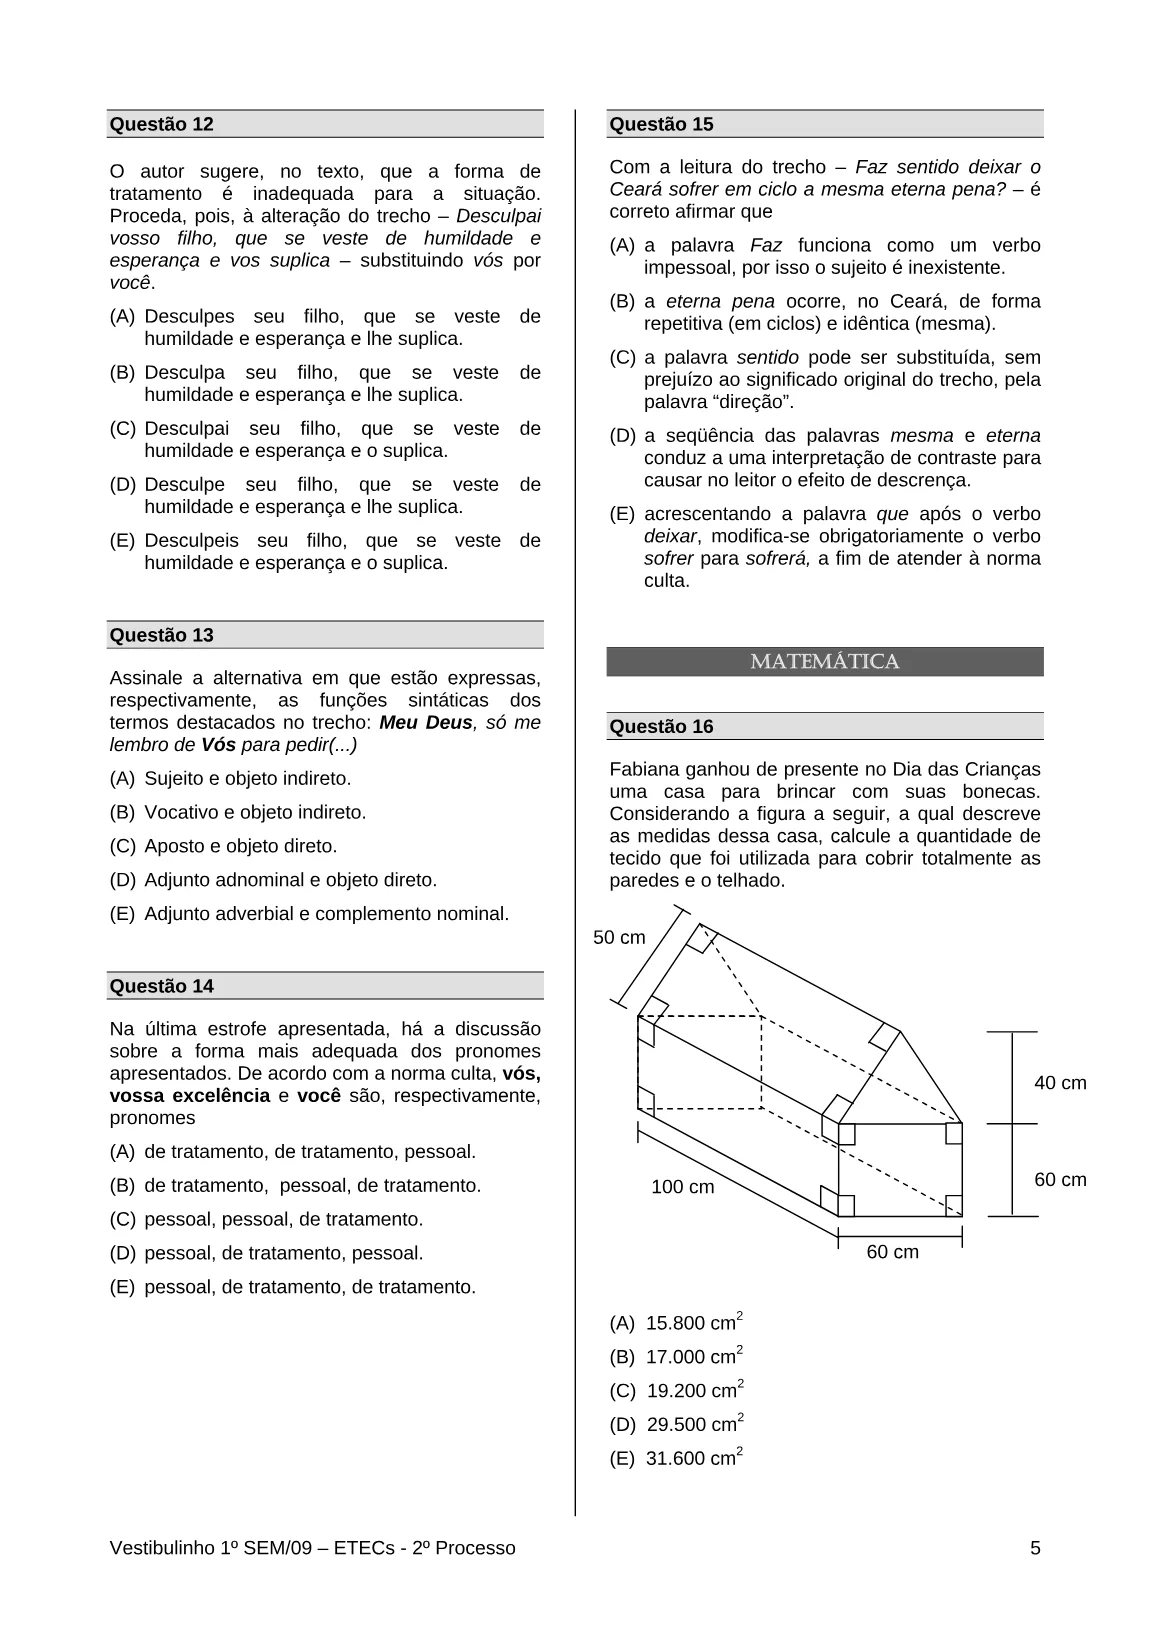 Questão 12
O autor sugere, no texto, que a forma de
tratamento é inadequada para a situação.
Proceda, pois, à alteração do trecho – Desculpai
vosso filho, que se veste de humildade e
esperança e vos suplica – substituindo vós por
você.
(A) Desculpes seu filho, que se veste de
humildade e esperança e lhe suplica.
(B) Desculpa seu filho, que se veste de
humildade e esperança e lhe suplica.
(C) Desculpai seu filho, que se veste de
humildade e esperança e o suplica.
(D) Desculpe seu filho, que se veste de
humildade e esperança e lhe suplica.
(E) Desculpeis seu filho, que se veste de
humildade e esperança e o suplica.
Questão 13
Assinale a alternativa em que estão expressas,
respectivamente, as funções sintáticas dos
termos destacados no trecho: Meu Deus, só me
lembro de Vós para pedir(...)
(A) Sujeito e objeto indireto.
(B) Vocativo e objeto indireto.
(C) Aposto e objeto direto.
(D) Adjunto adnominal e objeto direto.
(E) Adjunto adverbial e complemento nominal.
Questão 14
Na última estrofe apresentada, há a discussão
sobre a forma mais adequada dos pronomes
apresentados. De acordo com a norma culta, vós,
vossa excelência e você são, respectivamente,
pronomes
(A) de tratamento, de tratamento, pessoal.
(B) de tratamento, pessoal, de tratamento.
(C) pessoal, pessoal, de tratamento.
(D) pessoal, de tratamento, pessoal.
(E) pessoal, de tratamento, de tratamento.
Questão 15
Com a leitura do trecho – Faz sentido deixar o
Ceará sofrer em ciclo a mesma eterna pena? – é
correto afirmar que
(A) a palavra Faz funciona como um verbo
impessoal, por isso o sujeito é inexistente.
(B) a eterna pena ocorre, no Ceará, de forma
repetitiva (em ciclos) e idêntica (mesma).
(C) a palavra sentido pode ser substituída, sem
prejuízo ao significado original do trecho, pela
palavra “direção”.
(D) a seqüência das palavras mesma e eterna
conduz a uma interpretação de contraste para
causar no leitor o efeito de descrença.
(E) acrescentando a palavra que após o verbo
deixar, modifica-se obrigatoriamente o verbo
sofrer para sofrerá, a fim de atender à norma
culta.
MATEMÁTICA
Questão 16
Fabiana ganhou de presente no Dia das Crianças
uma casa para brincar com suas bonecas.
Considerando a figura a seguir, a qual descreve
as medidas dessa casa, calcule a quantidade de
tecido que foi utilizada para cobrir totalmente as
paredes e o telhado.
50 cm
40 cm
60 cm
100 cm
60 cm
(A) 15.800 cm²
(B) 17.000 cm²
(C) 19.200 cm²
(D) 29.500 cm²
(E) 31.600 cm²
Vestibulinho 1º SEM/09 – ETECs - 2º Processo 5